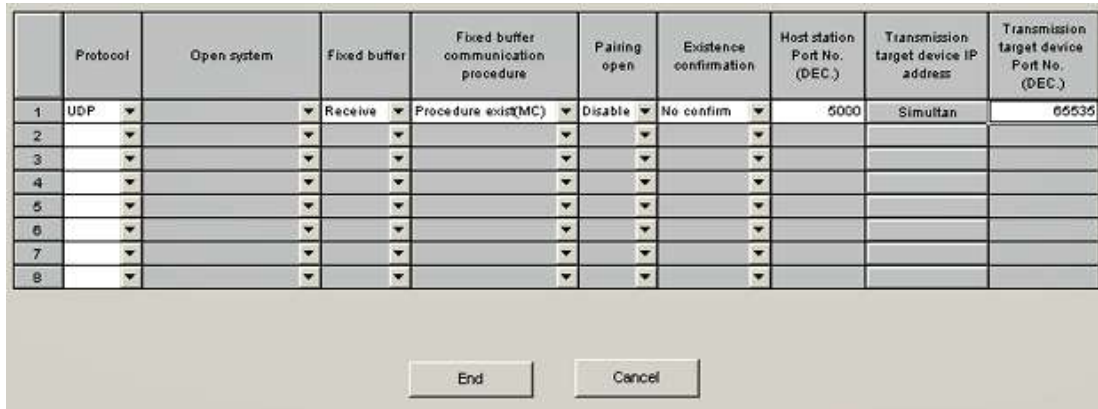 Protocol
Open system
Fixed buffer
Fixed buffer
communication
procedure
Pairing
open
Existence
confirmation
Host station
Port No.
(DEC.)
Transmission
target device IP
address
Transmission
target device
Port No.
(DEC.)
1 UDP Receive Procedure exist(MC) Disable No confirm 5000 Simultan 65535
2
3
4
5
6
7
8
End Cancel